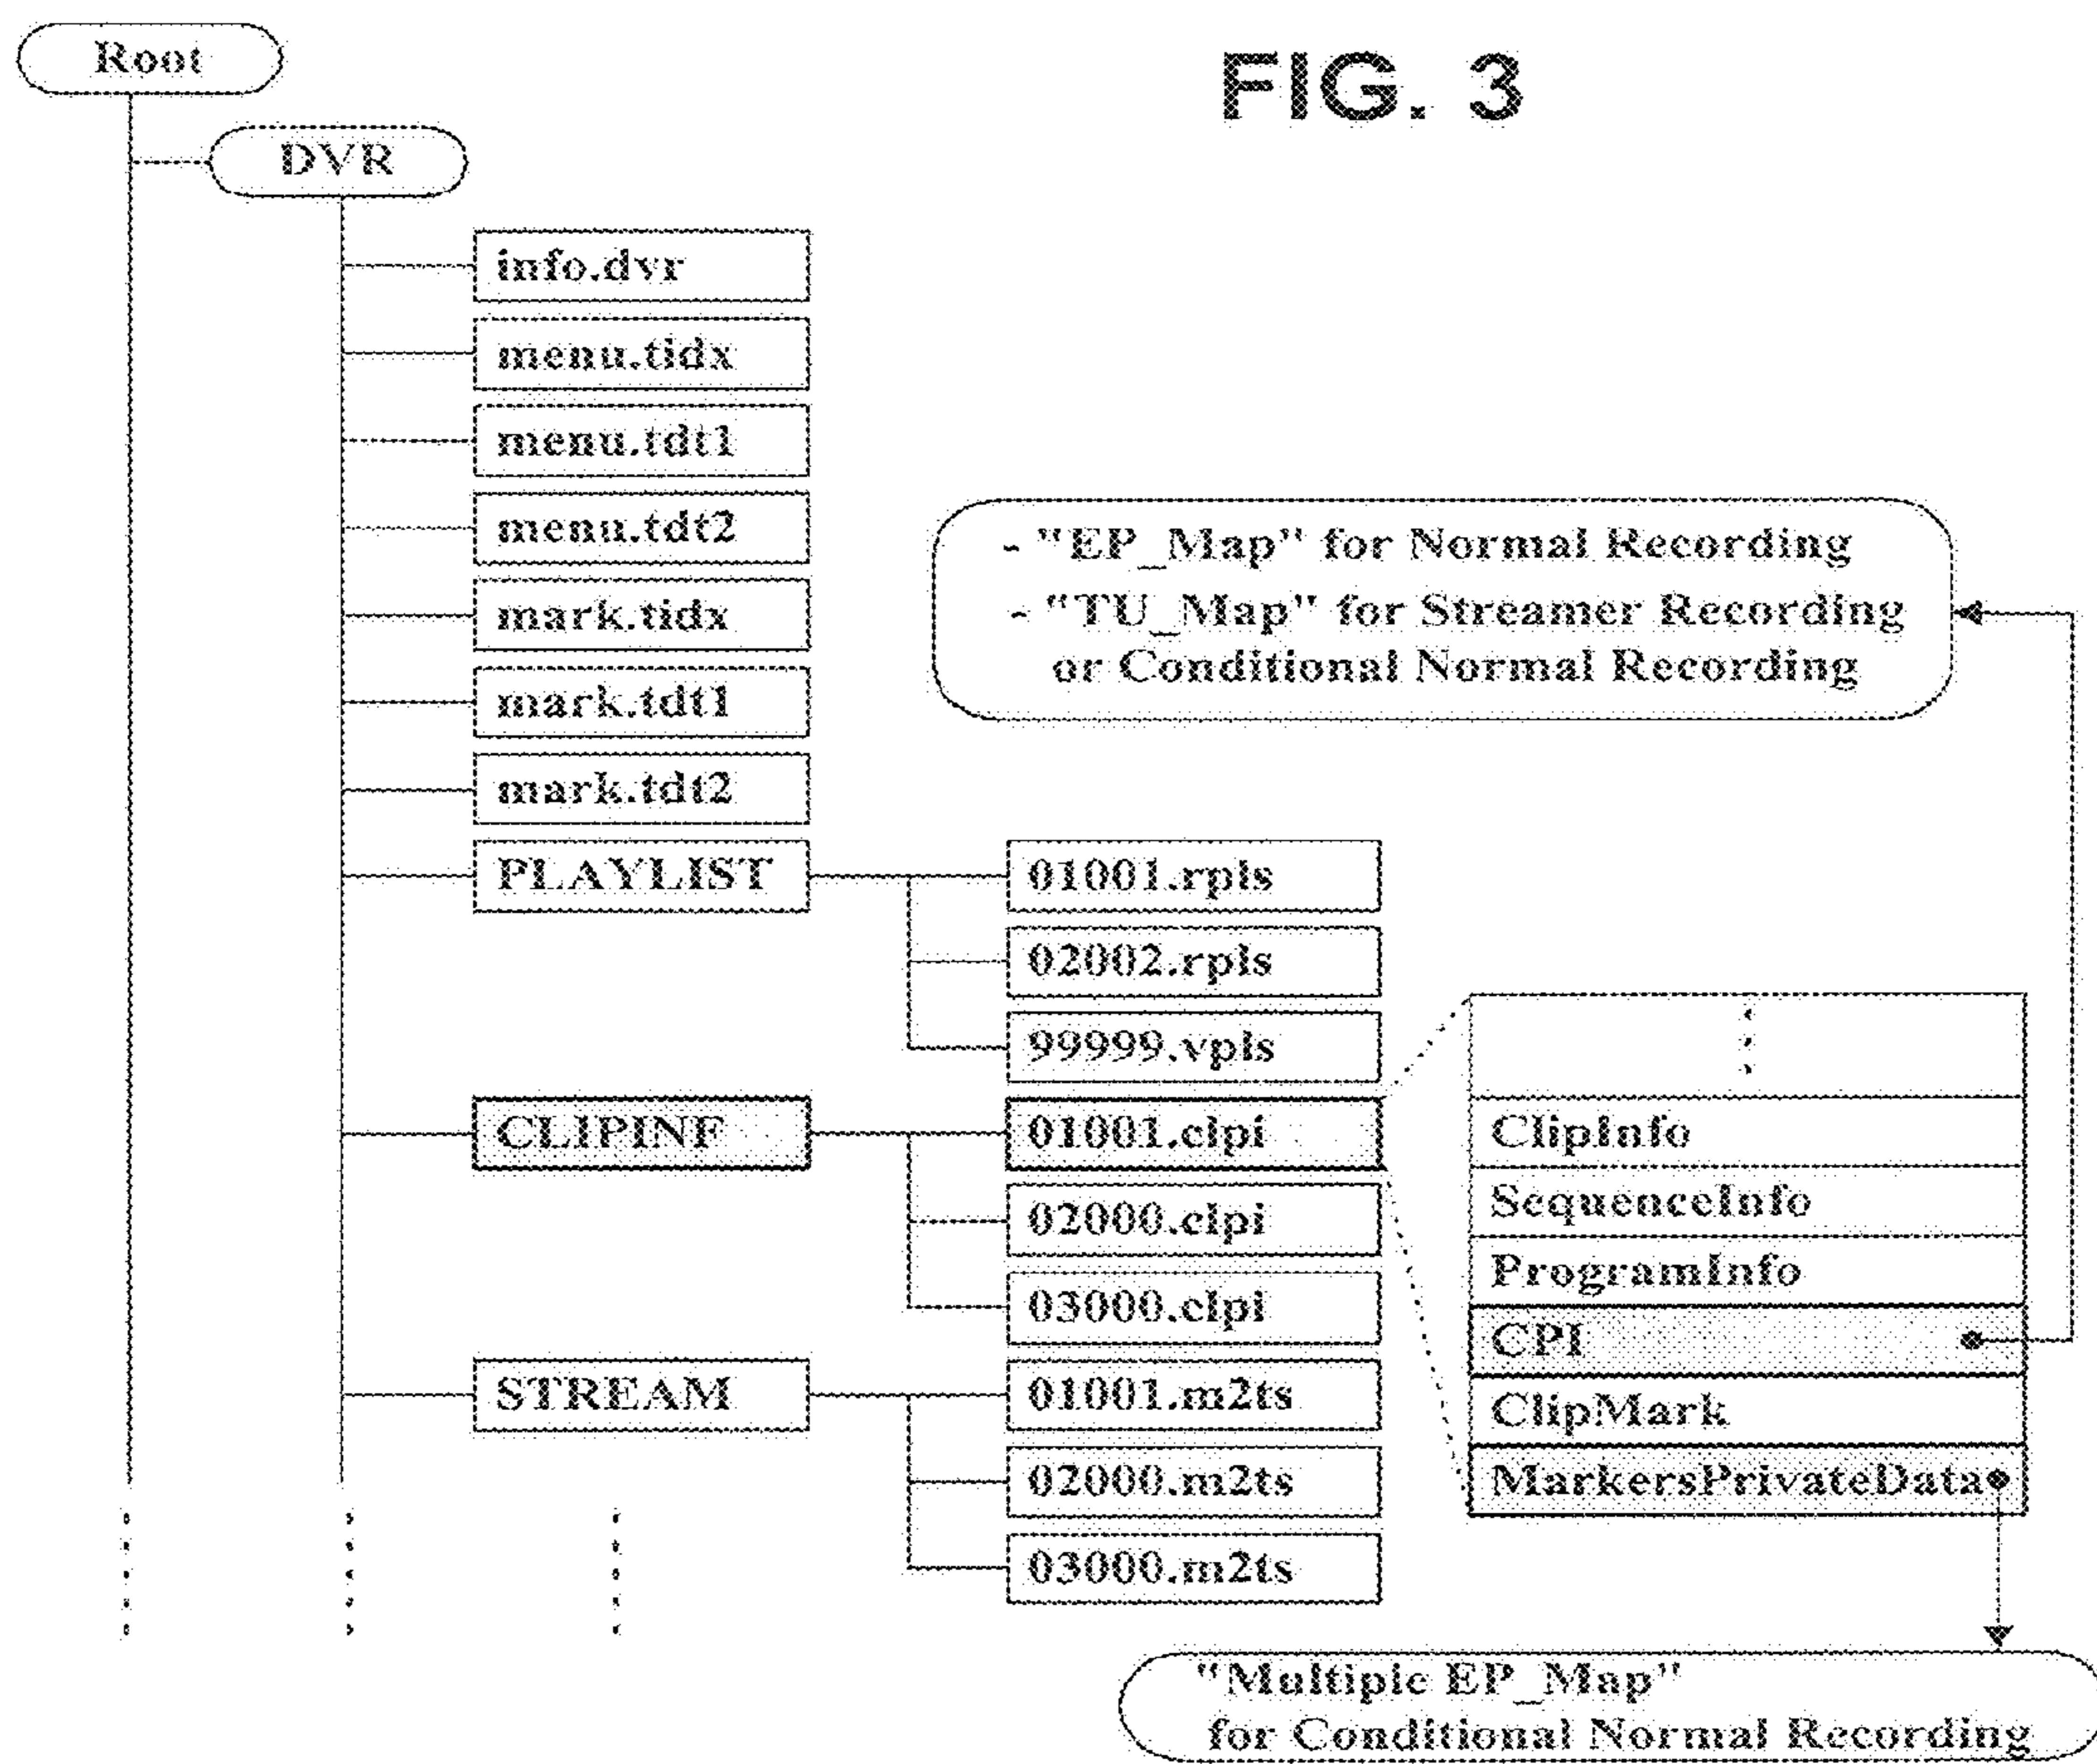 FIG. 3
Root
DVR
info.dvr
menu.tidx
menu.tdt1
menu.tdt2
mark.tidx
mark.tdt1
mark.tdt2
PLAYLIST
01001.rpls
02002.rpls
99999.vpls
CLIPINF
01001.clpi
02000.clpi
03000.clpi
STREAM
01001.m2ts
02000.m2ts
03000.m2ts
- "EP_Map" for Normal Recording
- "TU_Map" for Streamer Recording
or Conditional Normal Recording
ClipInfo
SequenceInfo
ProgramInfo
CPI
ClipMark
MarkersPrivateData
"Multiple EP_Map"
for Conditional Normal Recording